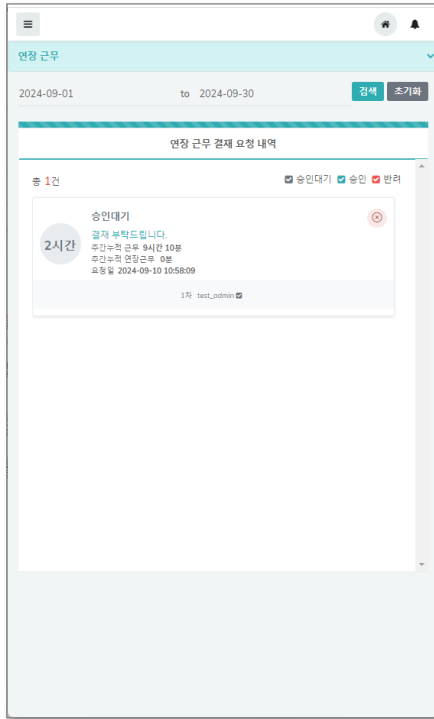 연장 근무
2024-09-01 to 2024-09-30 검색 초기화
연장 근무 결재 요청 내역
총 1건 승인대기 승인 반려
승인대기
2시간
결재 부탁드립니다.
주간누적 근무 9시간 10분
주간누적 연장근무 0분
요청일 2024-09-10 10:58:09
1차 test_admin